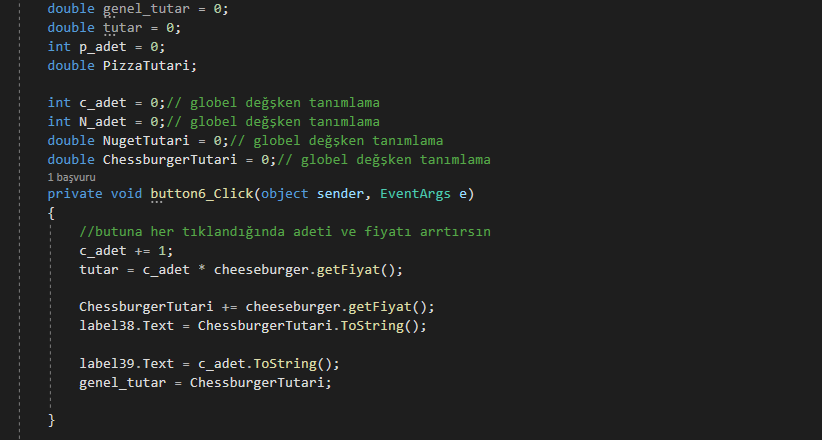 double genel_tutar = 0;
double tutar = 0;
int p_adet = 0;
double PizzaTutari;
int c_adet = 0;// globel değşken tanımlama
int N_adet = 0;// globel değşken tanımlama
double NugetTutari = 0;// globel değşken tanımlama
double ChessburgerTutari = 0;// globel değşken tanımlama
1 başvuru
private void button6_Click(object sender, EventArgs e)
{
//butuna her tıklandığında adeti ve fiyatı arrtırsın
c_adet += 1;
tutar = c_adet * cheeseburger.getFiyat();
ChessburgerTutari += cheeseburger.getFiyat();
label38.Text = ChessburgerTutari.ToString();
label39.Text = c_adet.ToString();
genel_tutar = ChessburgerTutari;
}